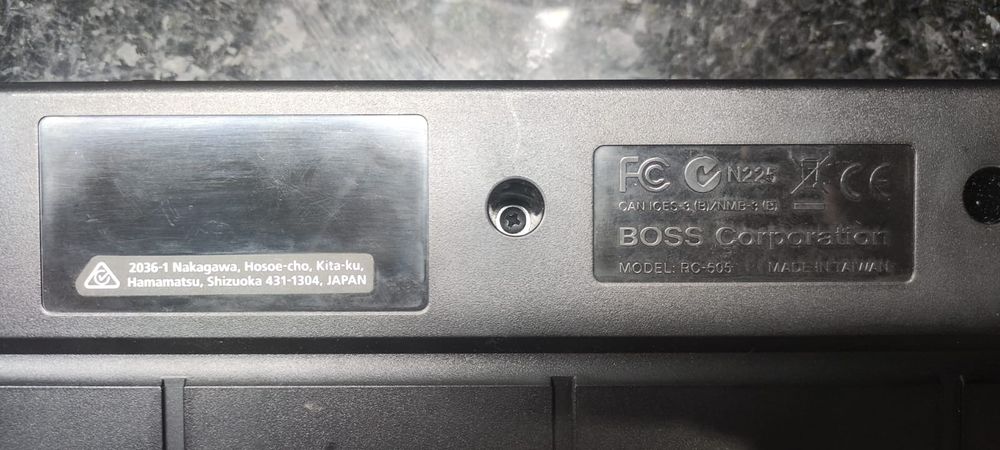 2036-1 Nakagawa, Hosoe-cho, Kita-ku,
Hamamatsu, Shizuoka 431-1304, JAPAN
FC N225 CE
CAN ICES-3 (B)/NMB-3 (B)
BOSS Corporation
MODEL: RC-505 MADE IN TAIWAN